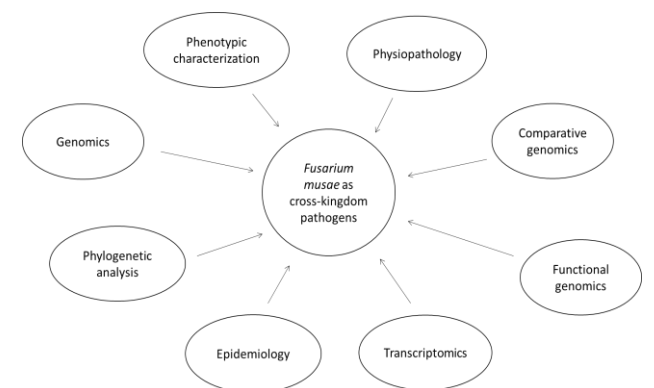 Phenotypic
characterization
Physiopathology
Genomics
Comparative
genomics
Fusarium
musae as
cross-kingdom
pathogens
Phylogenetic
analysis
Functional
genomics
Epidemiology
Transcriptomics